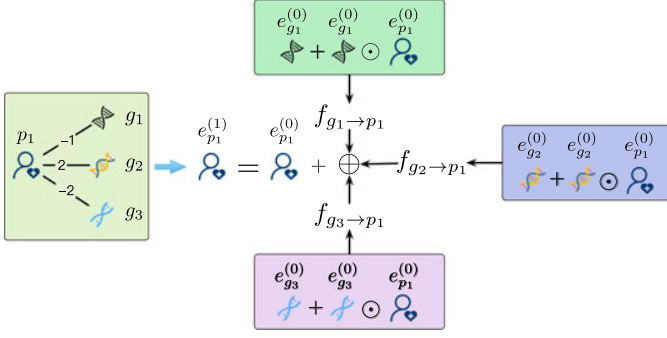 e_{g_1}^{(0)} e_{g_1}^{(0)} e_{p_1}^{(0)}
+ ⊙
f_{g_1→p_1}
p_1 -1 g_1
2 g_2
-2 g_3
e_{p_1}^{(1)} e_{p_1}^{(0)}
= + ⊕ f_{g_2→p_1}
e_{g_2}^{(0)} e_{g_2}^{(0)} e_{p_1}^{(0)}
+ ⊙
f_{g_3→p_1}
e_{g_3}^{(0)} e_{g_3}^{(0)} e_{p_1}^{(0)}
+ ⊙